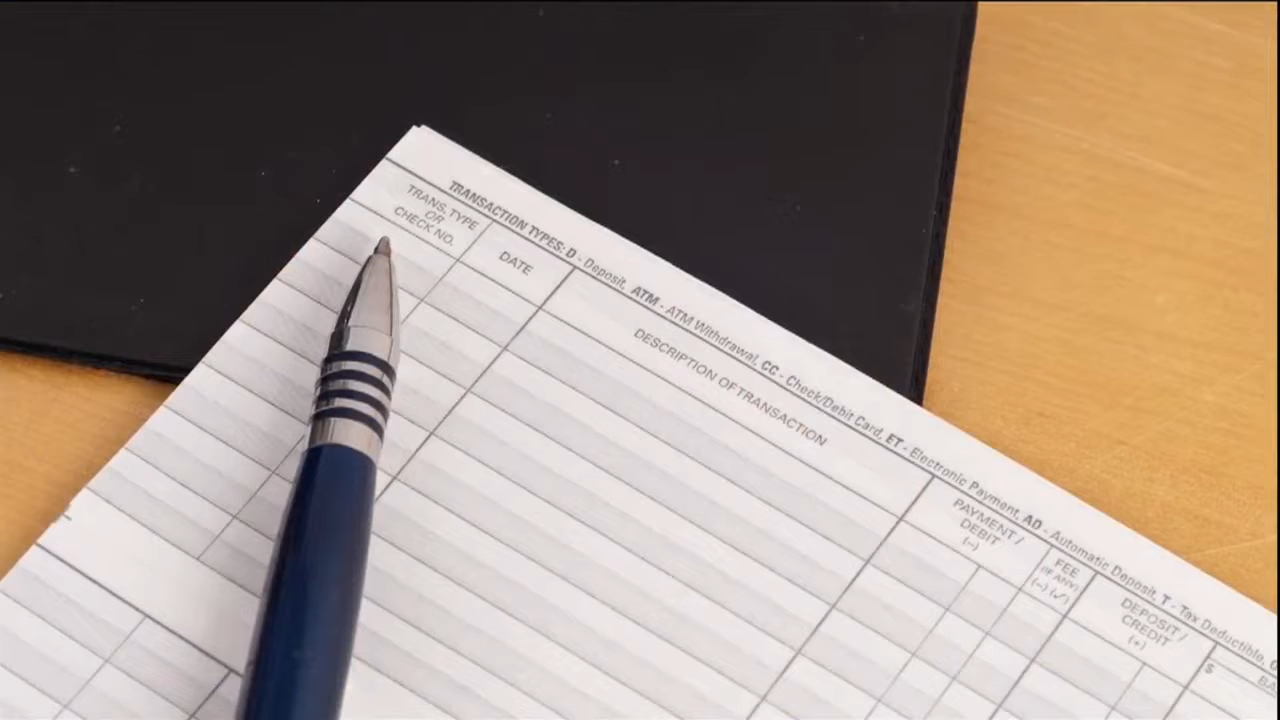 TRANSACTION TYPES: D - Deposit, ATM - ATM Withdrawal, CC - Check/Debit Card, ET - Electronic Payment, AD - Automatic Deposit, T - Tax Deductible,
TRANS. TYPE
OR
CHECK NO.
DATE
DESCRIPTION OF TRANSACTION
PAYMENT /
DEBIT
(–)
FEE
(IF ANY)
(–) (✓)
DEPOSIT /
CREDIT
(+)
$